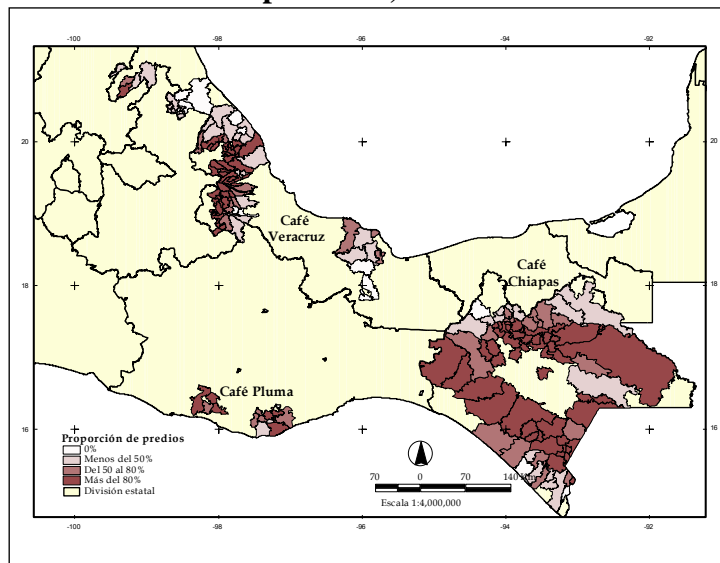 -100 -98 -96 -94 -92
20 20
Café
Veracruz
Café
Chiapas
18 18
Café Pluma
16 16
Proporción de predios
0%
Menos del 50%
Del 50 al 80%
Más del 80%
División estatal
70 0 70 140 Km
Escala 1:4,000,000
-100 -98 -96 -94 -92